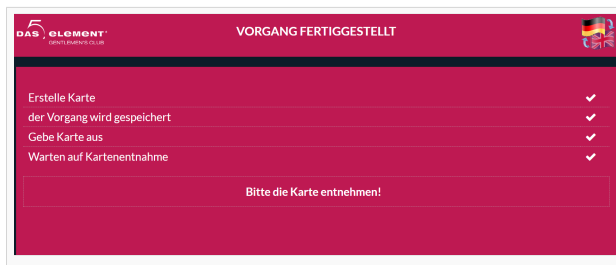 5
DAS element
GENTLEMEN'S CLUB
VORGANG FERTIGGESTELLT
Erstelle Karte
der Vorgang wird gespeichert
Gebe Karte aus
Warten auf Kartenentnahme
Bitte die Karte entnehmen!